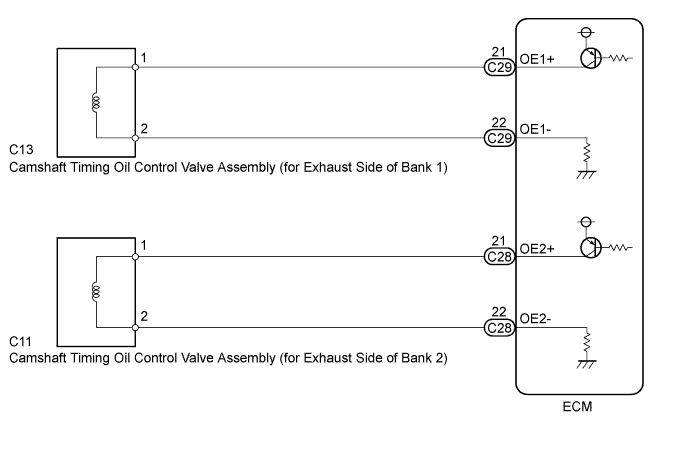 1
21
OE1+
C29
2
22
OE1-
C29
C13
Camshaft Timing Oil Control Valve Assembly (for Exhaust Side of Bank 1)
1
21
OE2+
C28
2
22
OE2-
C28
C11
Camshaft Timing Oil Control Valve Assembly (for Exhaust Side of Bank 2)
ECM